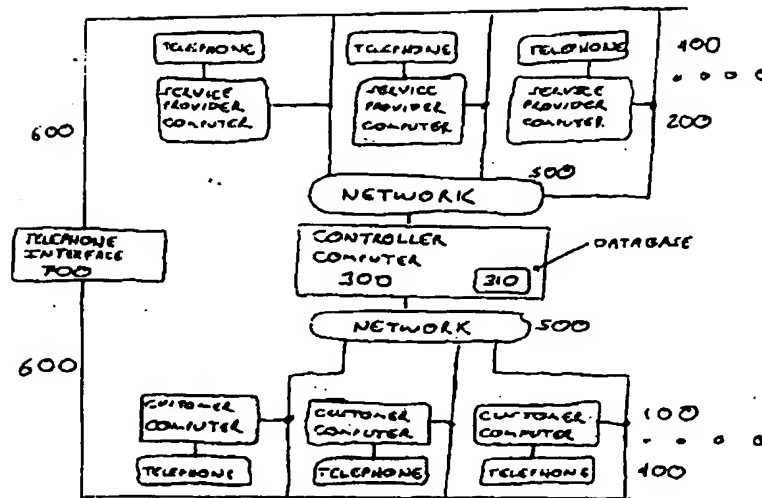 TELEPHONE TELEPHONE TELEPHONE 400
SERVICE PROVIDER COMPUTER
SERVICE PROVIDER COMPUTER
SERVICE PROVIDER COMPUTER.
200
600
500
NETWORK
TELEPHONE
INTERFACE
700
CONTROLLER
COMPUTER
300
310
DATABASE
NETWORK
500
600
CUSTOMER
COMPUTER
CUSTOMER
COMPUTER
CUSTOMER
COMPUTER
100
TELEPHONE TELEPHONE TELEPHONE 400